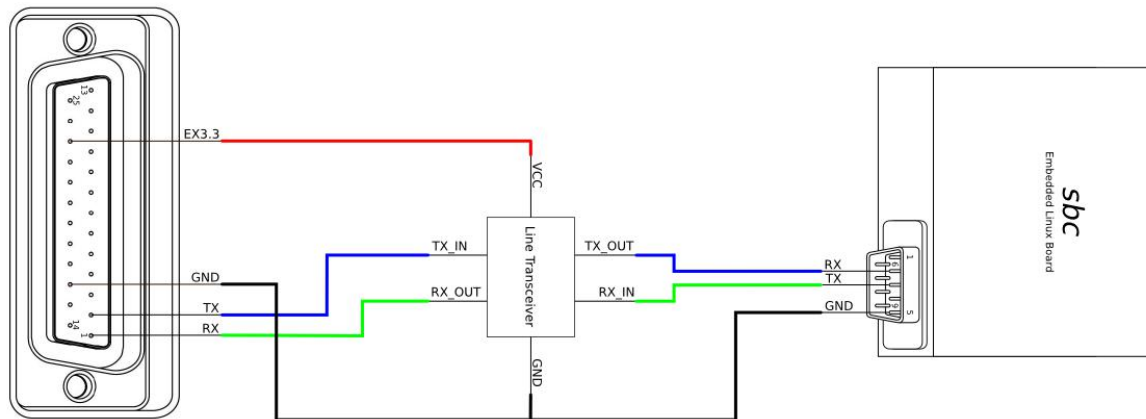 13
25
EX3.3
GND
TX
14
RX
1
VCC
TX_IN
RX_OUT
Line Transceiver
TX_OUT
RX_IN
GND
RX
TX
GND
1
6
9
5
sbc
Embedded Linux Board